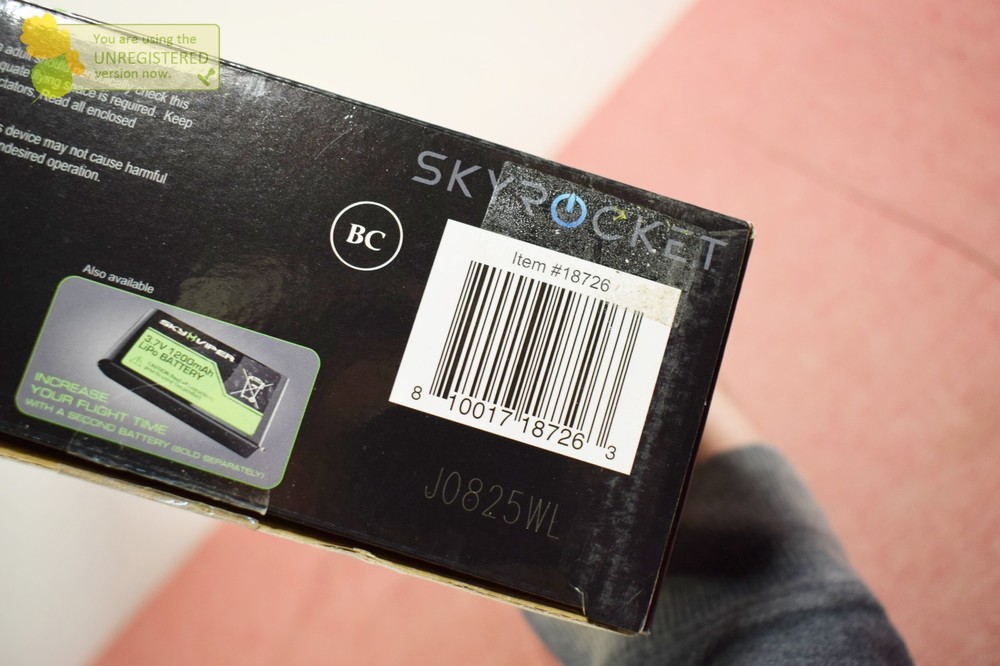 You are using the
UNREGISTERED
version now.
check this
is required. Keep
Read all enclosed
device may not cause harmful
operation.
SKYROCKET
BC
Item #18726
8 10017 18726 3
Also available
SKY VIPER
3.7V 1200mAh
LiPo BATTERY
INCREASE
YOUR FLIGHT TIME
WITH A SECOND BATTERY (SOLD SEPARATELY)
J0825WL